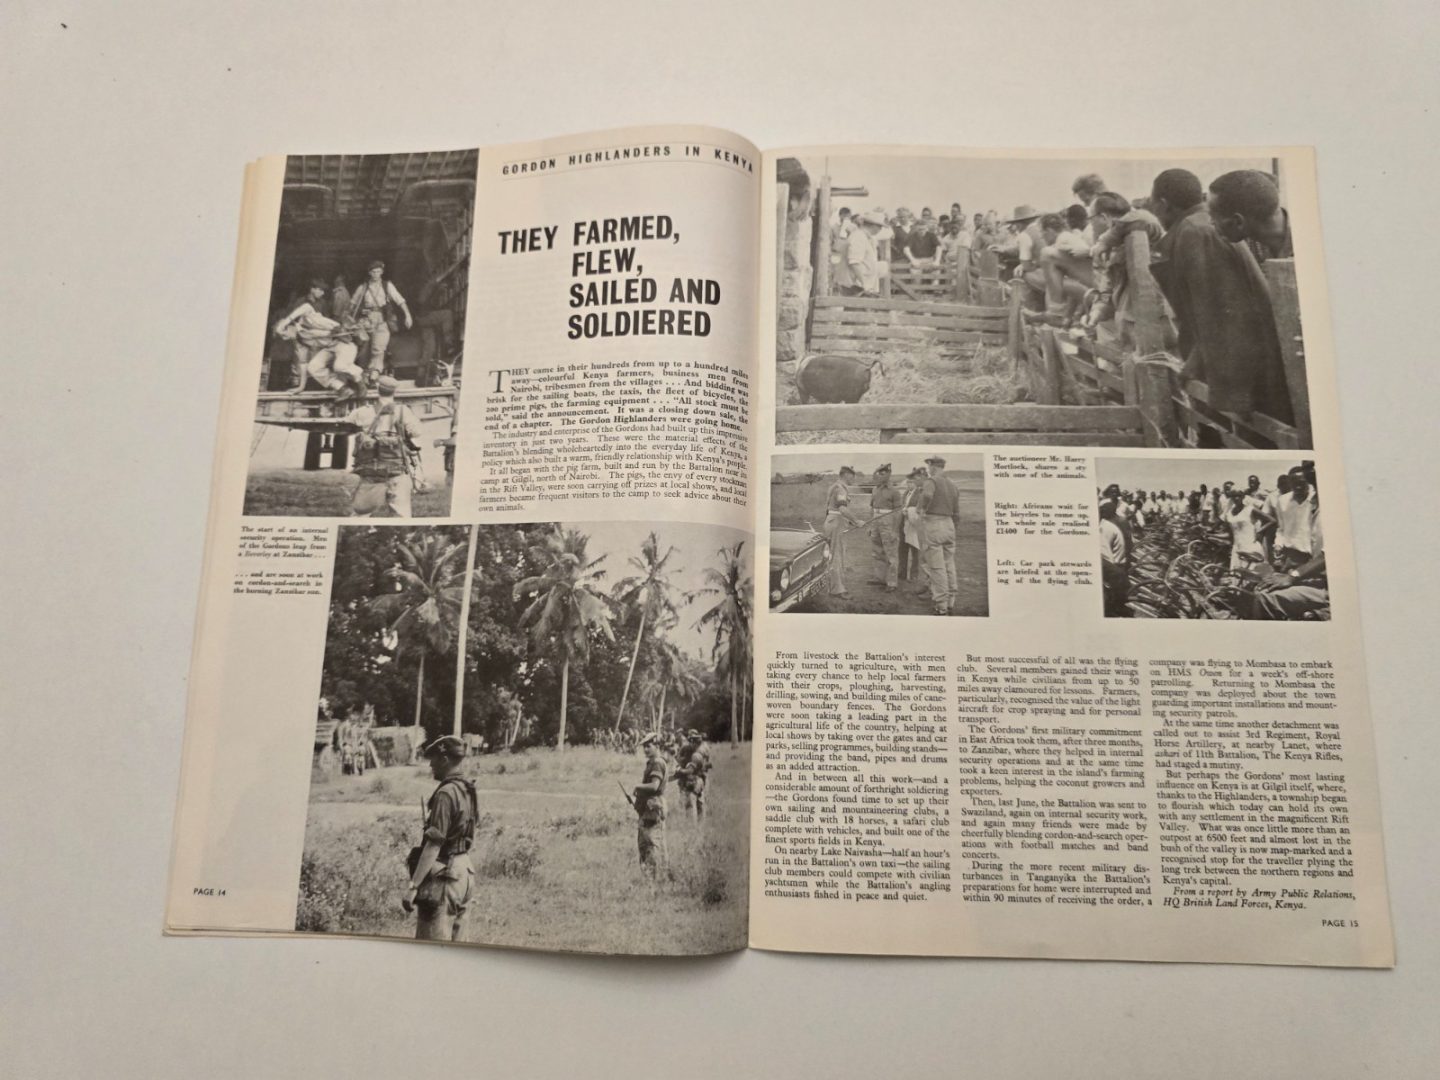 GORDON HIGHLANDERS IN KENYA
THEY FARMED,
FLEW,
SAILED AND
SOLDIERED
THEY came in their hundreds from up to a hundred miles
away—colourful Kenya farmers, business men from
Nairobi, tribesmen from the villages . . . And bidding was
brisk for the sailing boats, the taxis, the fleet of bicycles, the
200 prime pigs, the farming equipment . . . “All stock must be
sold,” said the announcement. It was a closing down sale, the
end of a chapter. The Gordon Highlanders were going home.
The industry and enterprise of the Gordons had built up this impressive
inventory in just two years. These were the material effects of the
Battalion's blending wholeheartedly into the everyday life of Kenya, a
policy which also built a warm, friendly relationship with Kenya's people.
It all began with the pig farm, built and run by the Battalion near its
camp at Gilgil, north of Nairobi. The pigs, the envy of every stockman
in the Rift Valley, were soon carrying off prizes at local shows, and local
farmers became frequent visitors to the camp to seek advice about their
own animals.
The start of an internal
security operation. Men
of the Gordons leap from
a Beverley at Zanzibar . . .
. . . and are soon at work
on cordon-and-search in
the burning Zanzibar sun.
PAGE 14
The auctioneer Mr. Harry
Mortlock, shares a sty
with one of the animals.
Right: Africans wait for
the bicycles to come up.
The whole sale realised
£1400 for the Gordons.
Left: Car park stewards
are briefed at the open-
ing of the flying club.
From livestock the Battalion's interest
quickly turned to agriculture, with men
taking every chance to help local farmers
with their crops, ploughing, harvesting,
drilling, sowing, and building miles of cane-
woven boundary fences. The Gordons
were soon taking a leading part in the
agricultural life of the country, helping at
local shows by taking over the gates and car
parks, selling programmes, building stands—
and providing the band, pipes and drums
as an added attraction.
And in between all this work—and a
considerable amount of forthright soldiering
—the Gordons found time to set up their
own sailing and mountaineering clubs, a
saddle club with 18 horses, a safari club
complete with vehicles, and built one of the
finest sports fields in Kenya.
On nearby Lake Naivasha—half an hour's
run in the Battalion's own taxi—the sailing
club members could compete with civilian
yachtsmen while the Battalion's angling
enthusiasts fished in peace and quiet.
But most successful of all was the flying
club. Several members gained their wings
in Kenya while civilians from up to 50
miles away clamoured for lessons. Farmers,
particularly, recognised the value of the light
aircraft for crop spraying and for personal
transport.
The Gordons' first military commitment
in East Africa took them, after three months,
to Zanzibar, where they helped in internal
security operations and at the same time
took a keen interest in the island's farming
problems, helping the coconut growers and
exporters.
Then, last June, the Battalion was sent to
Swaziland, again on internal security work,
and again many friends were made by
cheerfully blending cordon-and-search oper-
ations with football matches and band
concerts.
During the more recent military dis-
turbances in Tanganyika the Battalion's
preparations for home were interrupted and
within 90 minutes of receiving the order, a
company was flying to Mombasa to embark
on HMS Owen for a week's off-shore
patrolling. Returning to Mombasa the
company was deployed about the town
guarding important installations and mount-
ing security patrols.
At the same time another detachment was
called out to assist 3rd Regiment, Royal
Horse Artillery, at nearby Lanet, where
askari of 11th Battalion, The Kenya Rifles,
had staged a mutiny.
But perhaps the Gordons' most lasting
influence on Kenya is at Gilgil itself, where,
thanks to the Highlanders, a township began
to flourish which today can hold its own
with any settlement in the magnificent Rift
Valley. What was once little more than an
outpost at 6500 feet and almost lost in the
bush of the valley is now map-marked and a
recognised stop for the traveller plying the
long trek between the northern regions and
Kenya's capital.
From a report by Army Public Relations,
HQ British Land Forces, Kenya.
PAGE 15